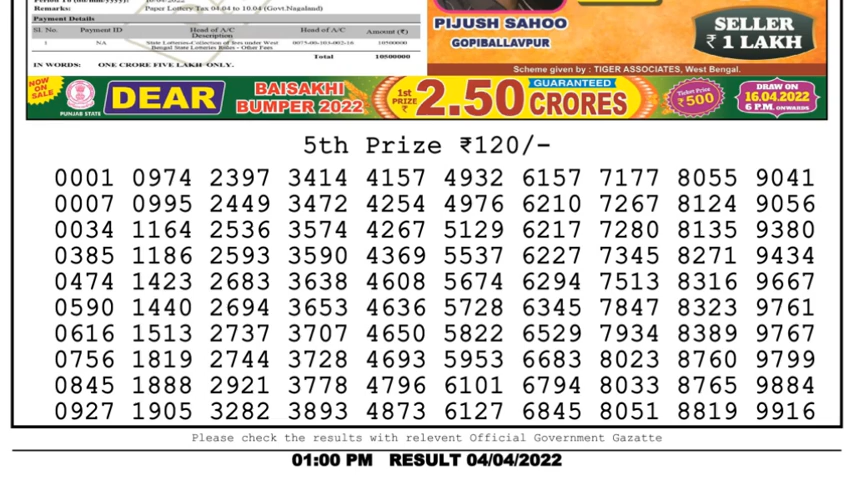 Remarks: Paper Lottery Tax 04.04 to 10.04 (Govt.Nagaland)
Payment Details
Sl. No. Payment ID Head of A/C Description Head of A/C Amount (₹)
1 NA State Lotteries-Collection of fees under West Bengal State Lotteries Rules - Other Fees 10500000
Total 10500000
IN WORDS: ONE CRORE FIVE LAKH ONLY.
PIJUSH SAHOO
GOPIBALLAVPUR
SELLER
₹ 1 LAKH
Scheme given by : TIGER ASSOCIATES, West Bengal.
NOW ON SALE
PUNJAB STATE
DEAR
BAISAKHI
BUMPER 2022
1st PRIZE ₹
2.50
GUARANTEED
CRORES
Ticket Price
₹500
DRAW ON
16.04.2022
6 P.M. ONWARDS
5th Prize ₹120/-
0001 0974 2397 3414 4157 4932 6157 7177 8055 9041
0007 0995 2449 3472 4254 4976 6210 7267 8124 9056
0034 1164 2536 3574 4267 5129 6217 7280 8135 9380
0385 1186 2593 3590 4369 5537 6227 7345 8271 9434
0474 1423 2683 3638 4608 5674 6294 7513 8316 9667
0590 1440 2694 3653 4636 5728 6345 7847 8323 9761
0616 1513 2737 3707 4650 5822 6529 7934 8389 9767
0756 1819 2744 3728 4693 5953 6683 8023 8760 9799
0845 1888 2921 3778 4796 6101 6794 8033 8765 9884
0927 1905 3282 3893 4873 6127 6845 8051 8819 9916
Please check the results with relevent Official Government Gazatte
01:00 PM RESULT 04/04/2022